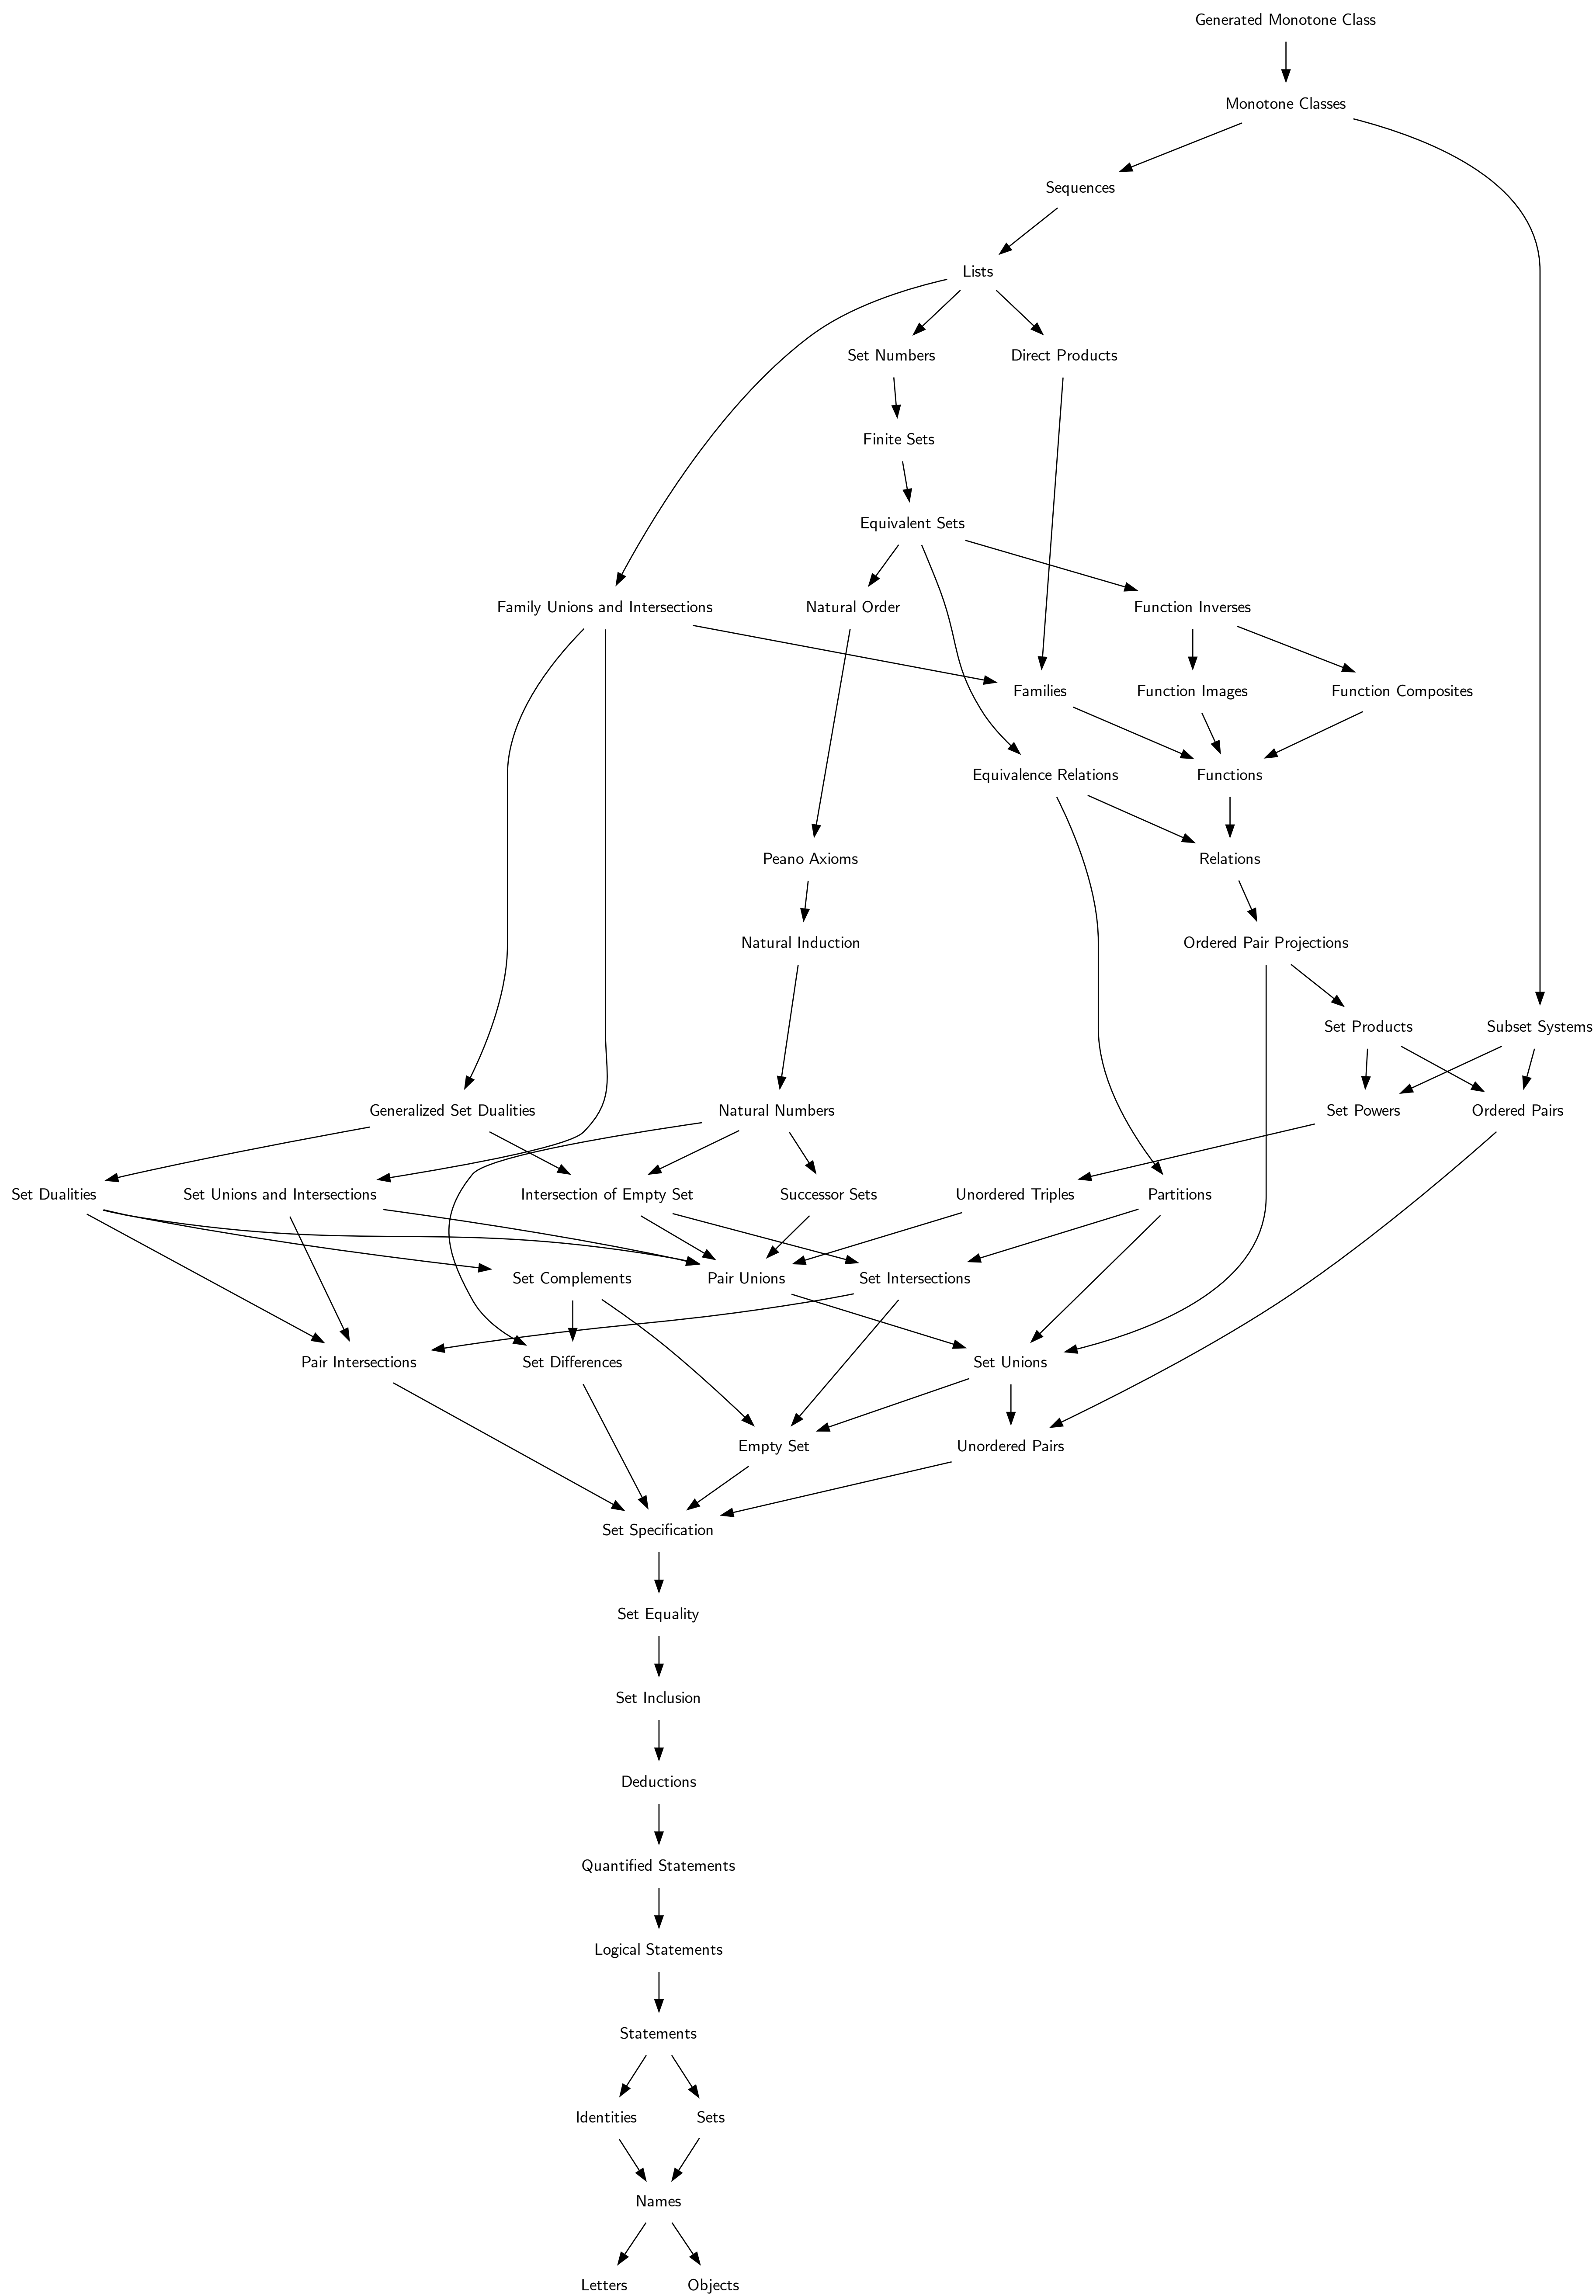 Generated Monotone Class
Monotone Classes
Sequences
Lists
Set Numbers
Direct Products
Finite Sets
Equivalent Sets
Family Unions and Intersections
Natural Order
Function Inverses
Families
Function Images
Function Composites
Equivalence Relations
Functions
Peano Axioms
Relations
Natural Induction
Ordered Pair Projections
Set Products
Subset Systems
Generalized Set Dualities
Natural Numbers
Set Powers
Ordered Pairs
Set Dualities
Set Unions and Intersections
Intersection of Empty Set
Successor Sets
Unordered Triples
Partitions
Set Complements
Pair Unions
Set Intersections
Pair Intersections
Set Differences
Set Unions
Empty Set
Unordered Pairs
Set Specification
Set Equality
Set Inclusion
Deductions
Quantified Statements
Logical Statements
Statements
Identities
Sets
Names
Letters
Objects